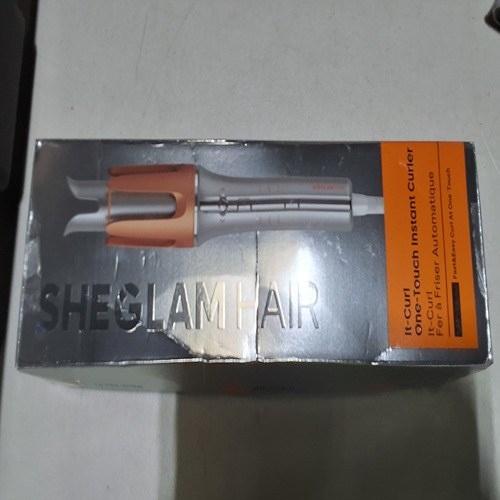 SHEGLAM HAIR
It-Curl
One-Touch Instant Curler
It-Curl
Fer à Friser Automatique
Fast&Easy Curl At One Touch